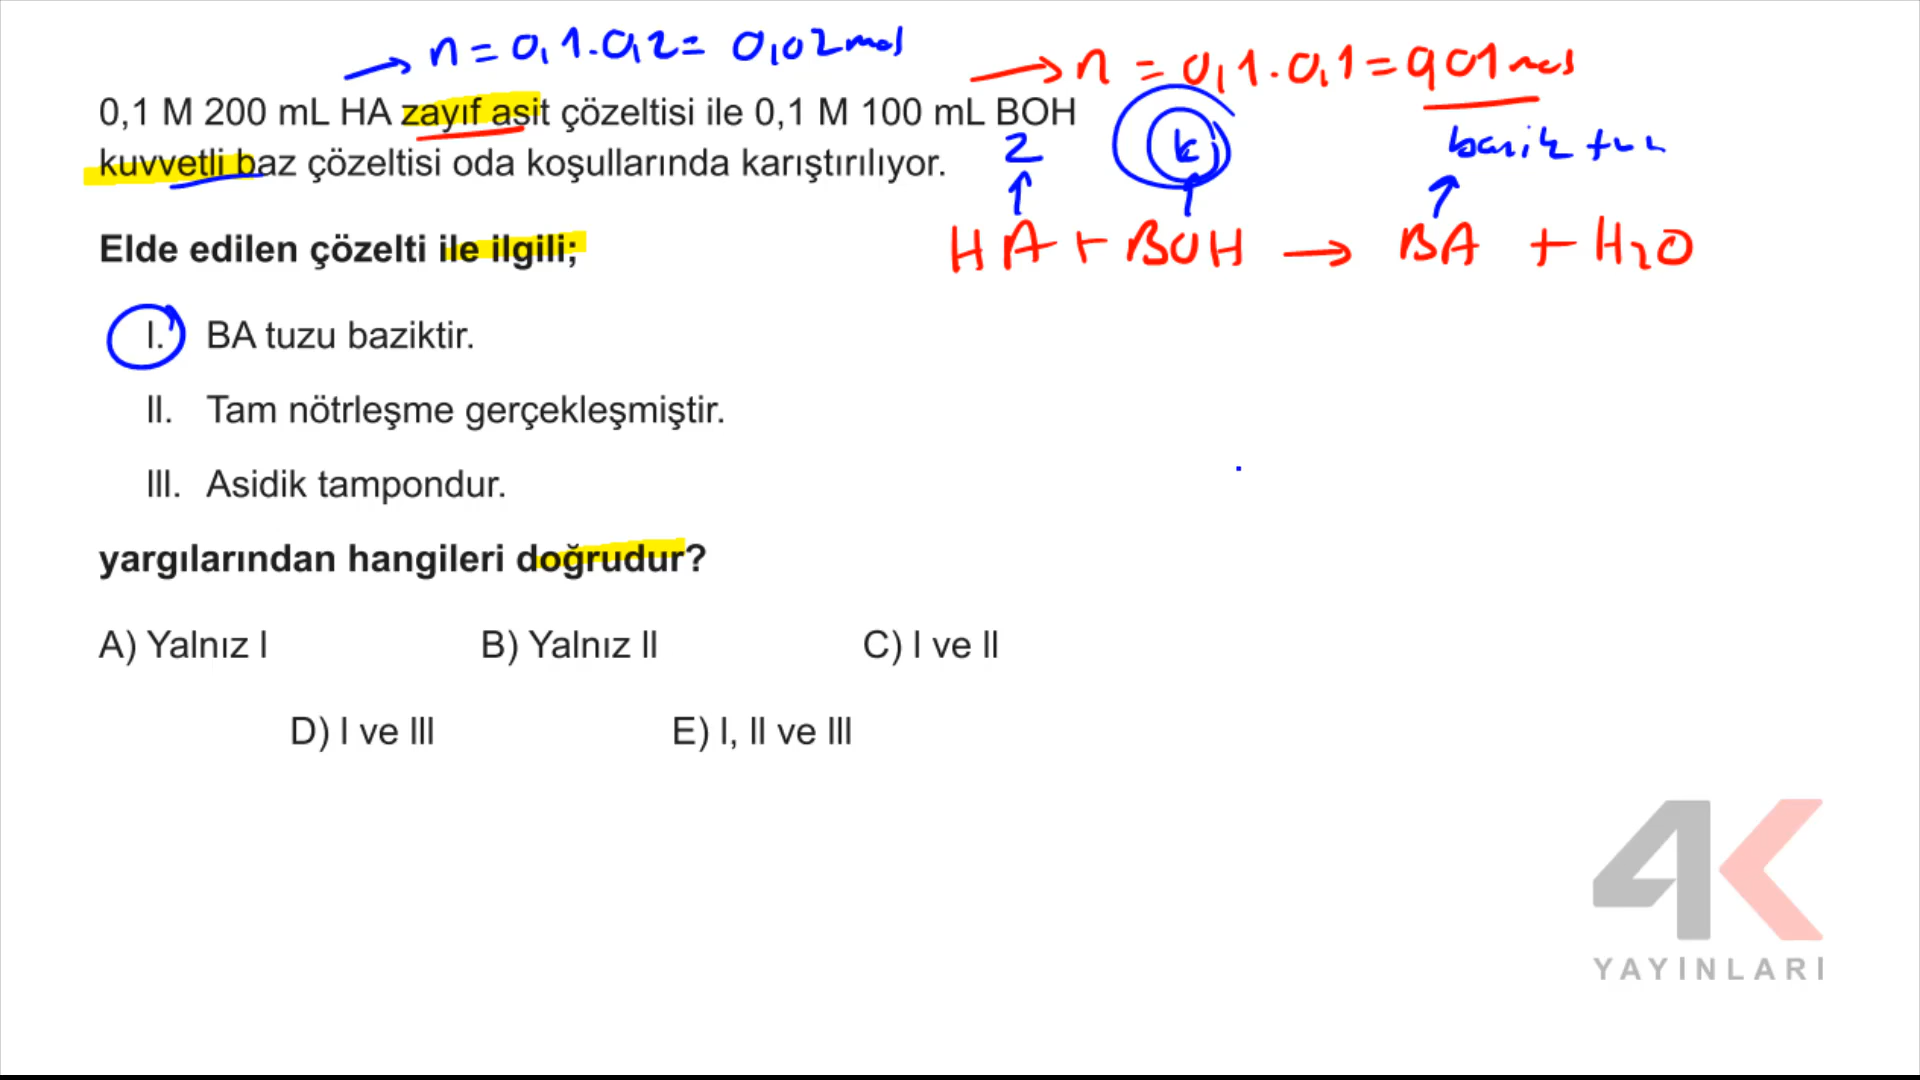 → n = 0,1.0,2 = 0,02 mol
→ n = 0,1.0,1 = 0,01 mol
0,1 M 200 mL HA zayıf asit çözeltisi ile 0,1 M 100 mL BOH
kuvvetli baz çözeltisi oda koşullarında karıştırılıyor.
Z
k
bazik tuz
HA + BOH → BA + H2O
Elde edilen çözelti ile ilgili;
I. BA tuzu baziktir.
II. Tam nötrleşme gerçekleşmiştir.
III. Asidik tampondur.
yargılarından hangileri doğrudur?
A) Yalnız I B) Yalnız II C) I ve II
D) I ve III E) I, II ve III
4K
YAYINLARI